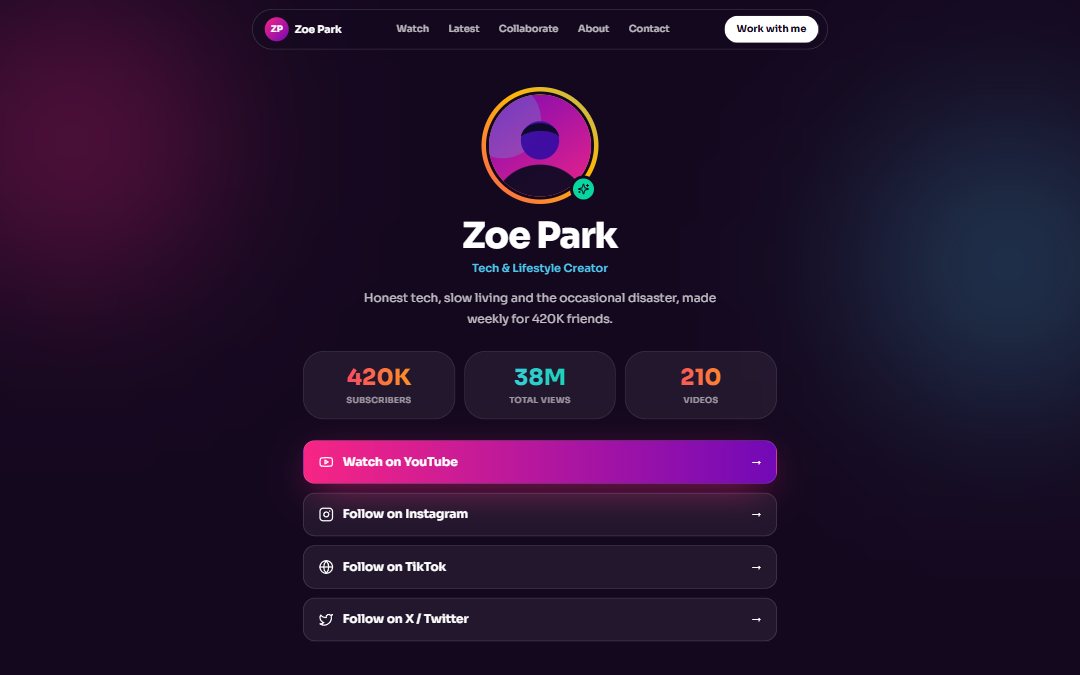 ZP Zoe Park Watch Latest Collaborate About Contact Work with me
Zoe Park
Tech & Lifestyle Creator
Honest tech, slow living and the occasional disaster, made
weekly for 420K friends.
420K 38M 210
SUBSCRIBERS TOTAL VIEWS VIDEOS
Watch on YouTube →
Follow on Instagram →
Follow on TikTok →
Follow on X / Twitter →